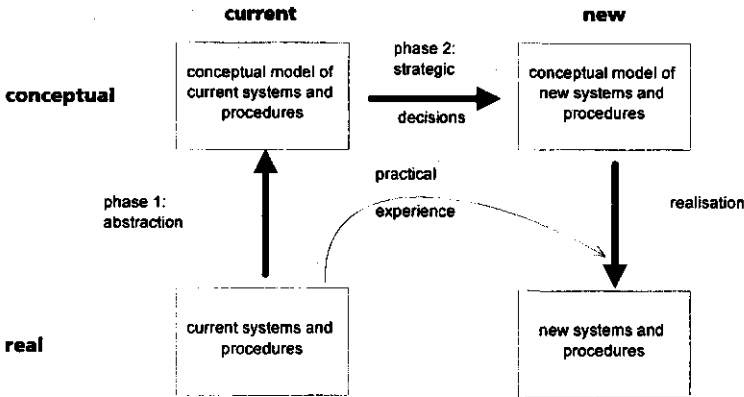 current
new
conceptual
conceptual model of
current systems and
procedures
phase 2:
strategic
decisions
conceptual model of
new systems and
procedures
phase 1:
abstraction
practical
experience
realisation
real
current systems and
procedures
new systems and
procedures